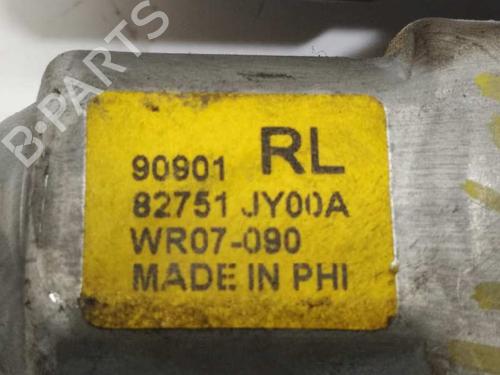 B-PARTS
90901 RL
82751 JY00A
WR07-090
MADE IN PHI